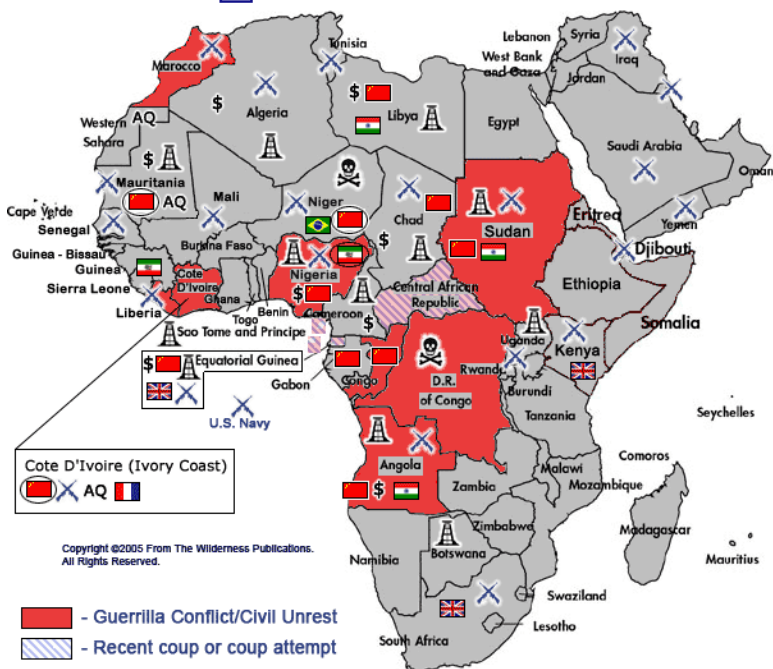 Tunisia
Lebanon
Syria
West Bank
and Gaza
Iraq
Jordan
Marocco
$
Algeria
$
Libya
Egypt
Western
Sahara
AQ
Saudi Arabia
Oman
$
Mauritania
AQ
Mali
Niger
Chad
Sudan
Eritrea
Yemen
Cape Verde
Senegal
Djibouti
Guinea - Bissau
Guinea
Burkina Faso
$
Nigeria
Ethiopia
Sierra Leone
Cote
D'Ivoire
Ghana
Central African
Republic
Liberia
Togo
Benin
$
Cameroon
Somalia
Sao Tome and Principe
$
Uganda
$
Equatorial Guinea
Kenya
Gabon
Congo
D.R.
of Congo
Rwanda
Burundi
U.S. Navy
Tanzania
Seychelles
Cote D'Ivoire (Ivory Coast)
AQ
Angola
$
Zambia
Malawi
Mozambique
Comoros
Madagascar
Mauritius
Zimbabwe
Namibia
Botswana
Copyright ©2005 From The Wilderness Publications.
All Rights Reserved.
Swaziland
Lesotho
South Africa
- Guerrilla Conflict/Civil Unrest
- Recent coup or coup attempt